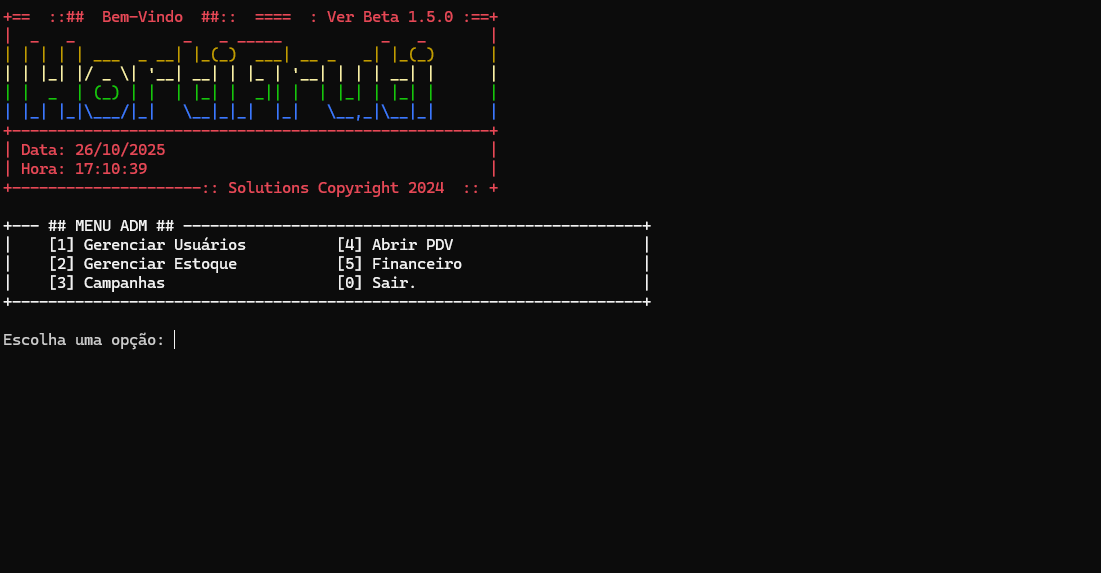 +==  ::##  Bem-Vindo  ##::  ====  : Ver Beta 1.5.0 :==+
HortiFruti
| Data: 26/10/2025 |
| Hora: 17:10:39 |
+---------------------:: Solutions Copyright 2024  :: +
+--- ## MENU ADM ## ---------------------------------------------------+
|    [1] Gerenciar Usuários          [4] Abrir PDV                     |
|    [2] Gerenciar Estoque           [5] Financeiro                    |
|    [3] Campanhas                   [0] Sair.                         |
+----------------------------------------------------------------------+
Escolha uma opção: